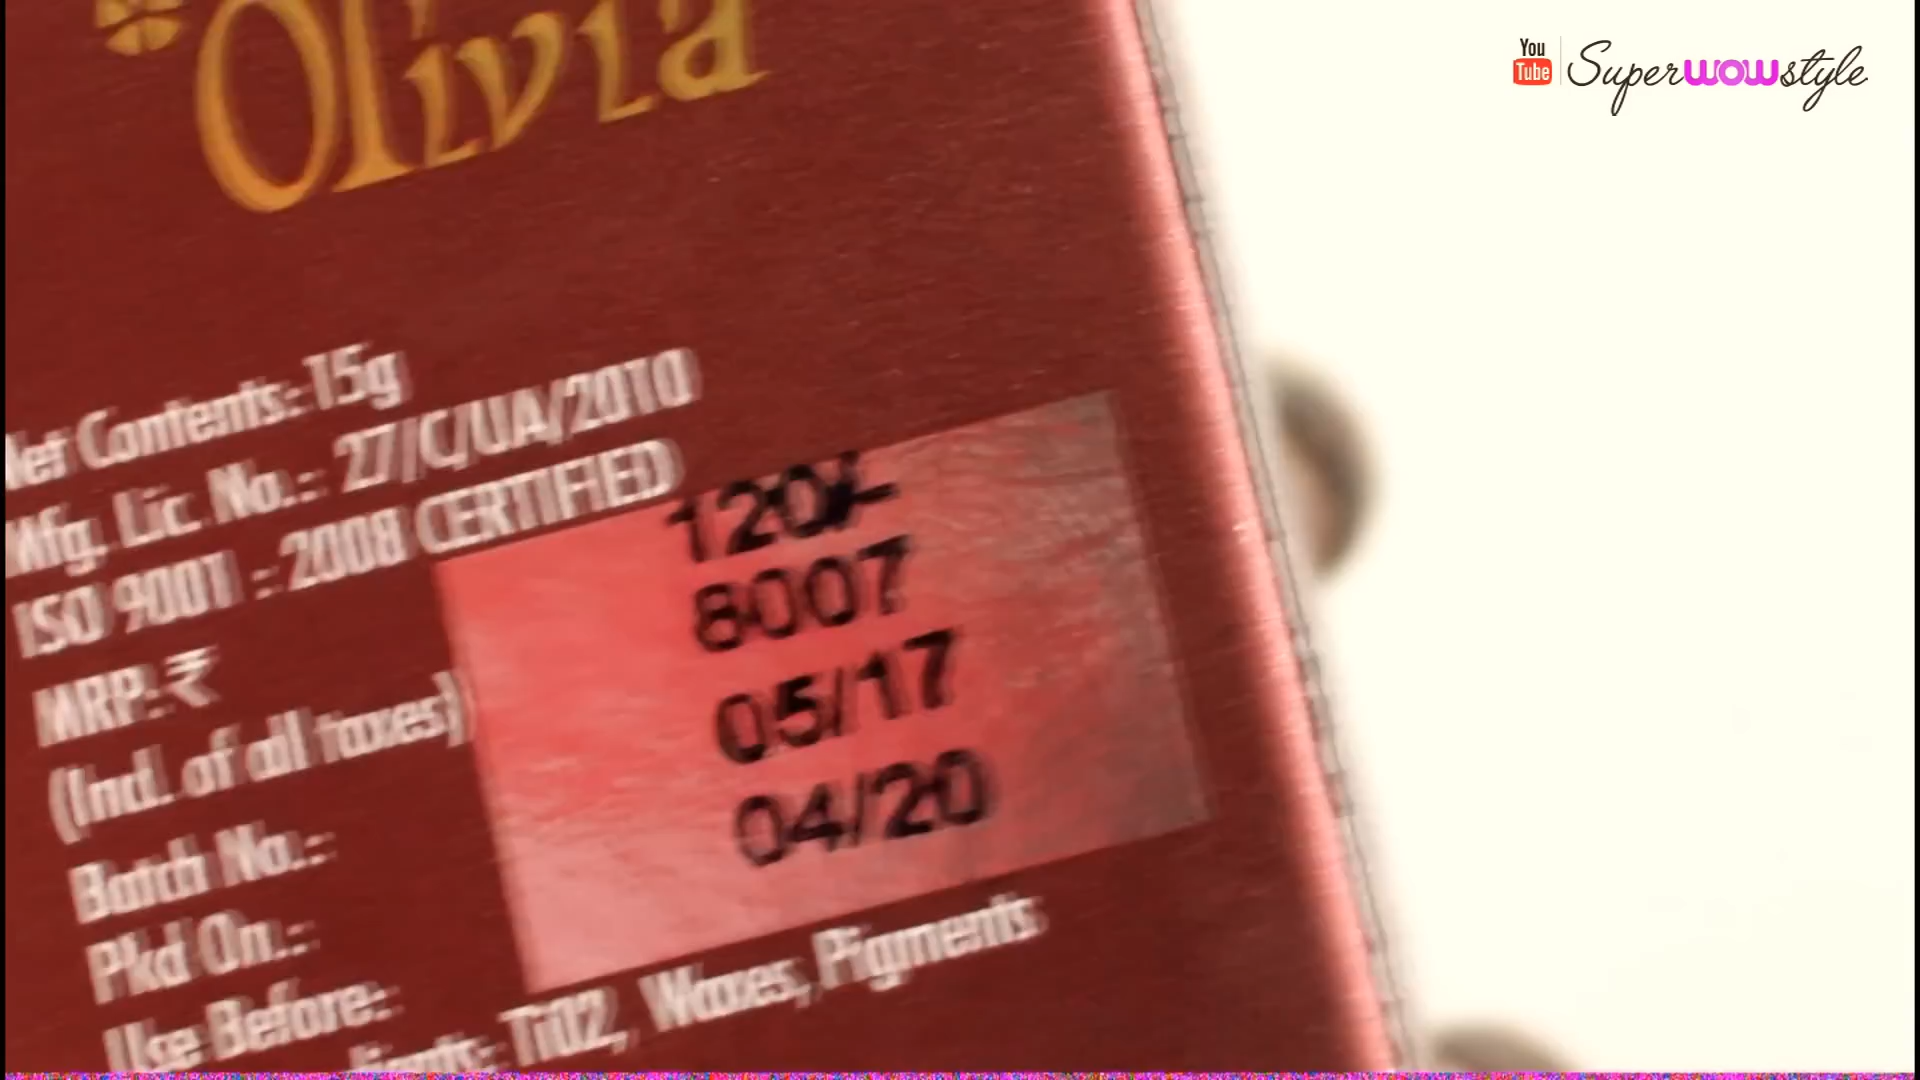 Olivia
You
Tube
Superwowstyle
Net Contents: 15g
Mfg. Lic. No.: 27/C/UA/2010
ISO 9001 : 2008 CERTIFIED
MRP:₹ 120/-
(Incl. of all taxes)
Batch No.: 8007
Pkd On.: 05/17
Use Before: 04/20
TiO2, Waxes, Pigments